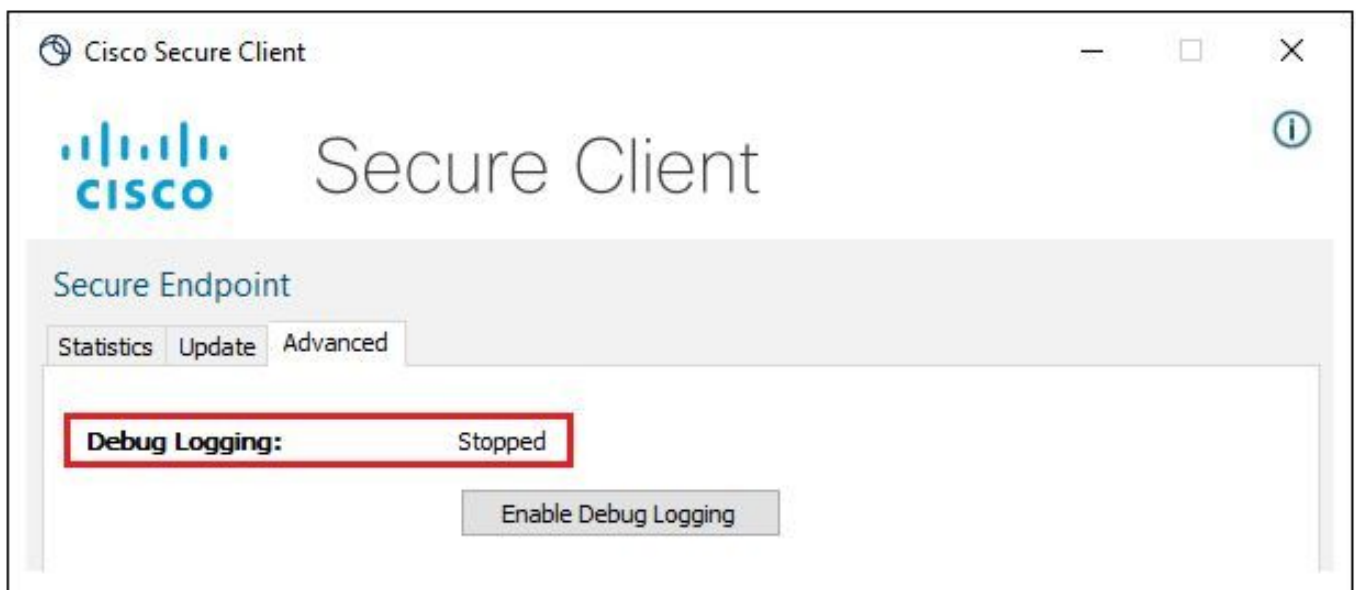 Cisco Secure Client
CISCO
Secure Client
Secure Endpoint
Statistics Update Advanced
Debug Logging: Stopped
Enable Debug Logging